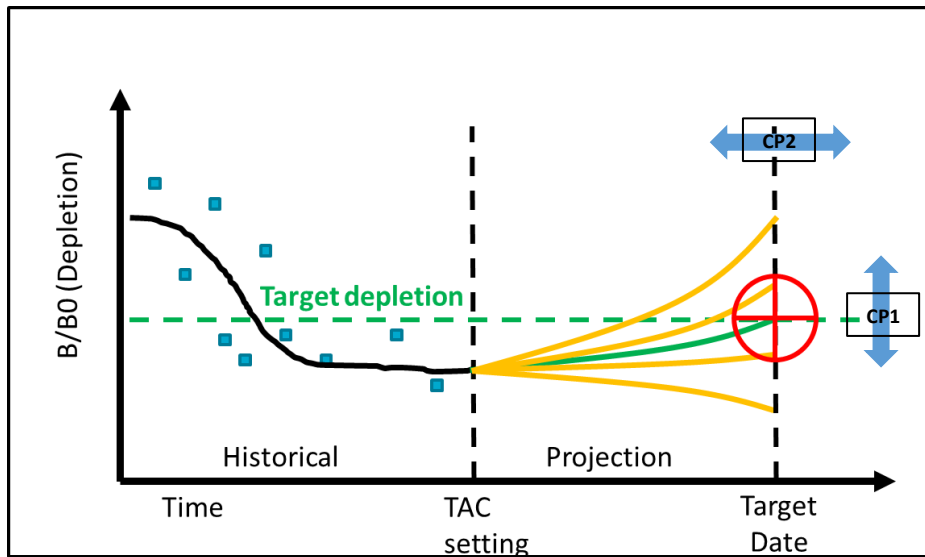 CP2
B/B0 (Depletion)
Target depletion
CP1
Historical
Projection
Time
TAC
setting
Target
Date